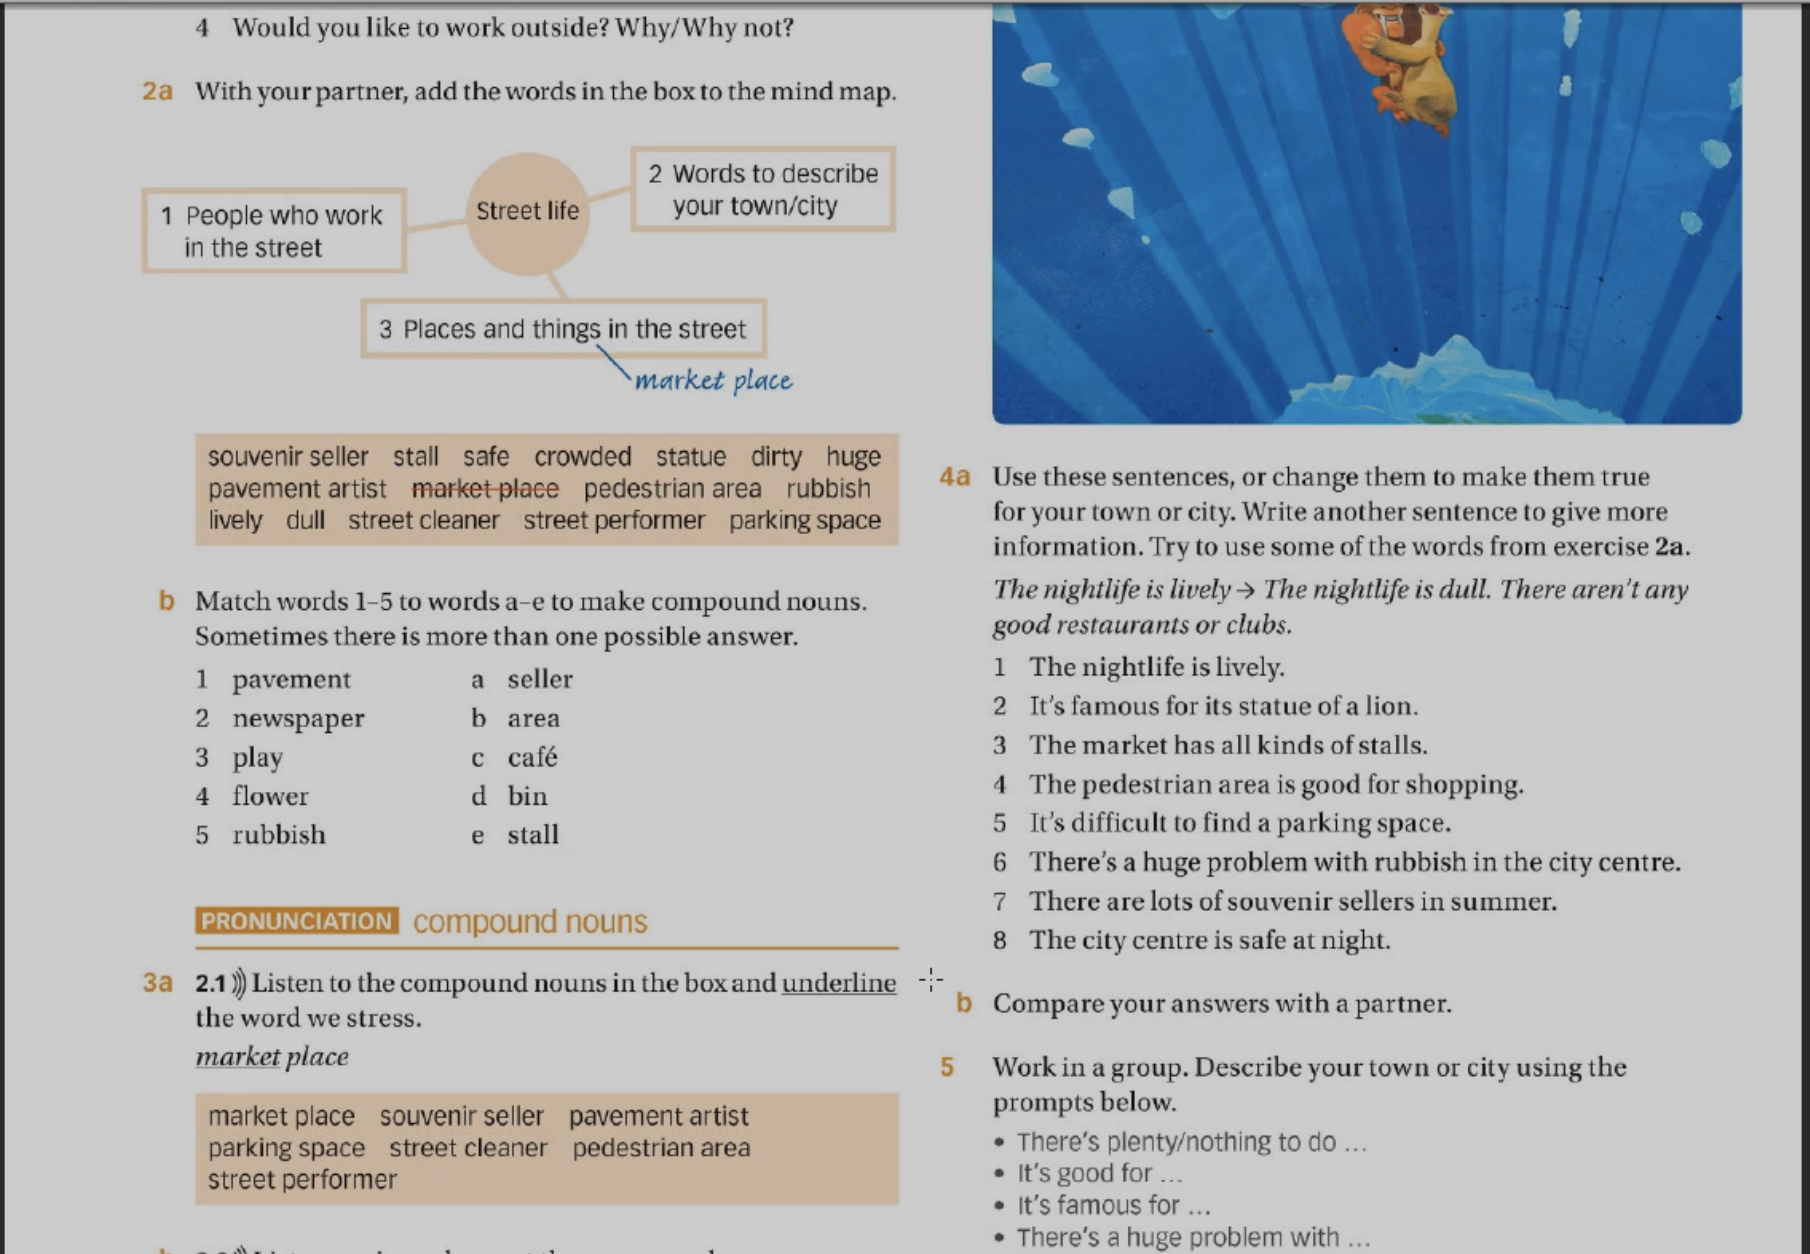 4 Would you like to work outside? Why/Why not?
2a With your partner, add the words in the box to the mind map.
1 People who work
in the street
Street life
2 Words to describe
your town/city
3 Places and things in the street
market place
souvenir seller stall safe crowded statue dirty huge
pavement artist market place pedestrian area rubbish
lively dull street cleaner street performer parking space
b Match words 1–5 to words a–e to make compound nouns.
Sometimes there is more than one possible answer.
1 pavement a seller
2 newspaper b area
3 play c café
4 flower d bin
5 rubbish e stall
PRONUNCIATION compound nouns
3a 2.1 Listen to the compound nouns in the box and underline
the word we stress.
market place
market place souvenir seller pavement artist
parking space street cleaner pedestrian area
street performer
4a Use these sentences, or change them to make them true
for your town or city. Write another sentence to give more
information. Try to use some of the words from exercise 2a.
The nightlife is lively → The nightlife is dull. There aren't any
good restaurants or clubs.
1 The nightlife is lively.
2 It's famous for its statue of a lion.
3 The market has all kinds of stalls.
4 The pedestrian area is good for shopping.
5 It's difficult to find a parking space.
6 There's a huge problem with rubbish in the city centre.
7 There are lots of souvenir sellers in summer.
8 The city centre is safe at night.
b Compare your answers with a partner.
5 Work in a group. Describe your town or city using the
prompts below.
• There's plenty/nothing to do ...
• It's good for ...
• It's famous for ...
• There's a huge problem with ...